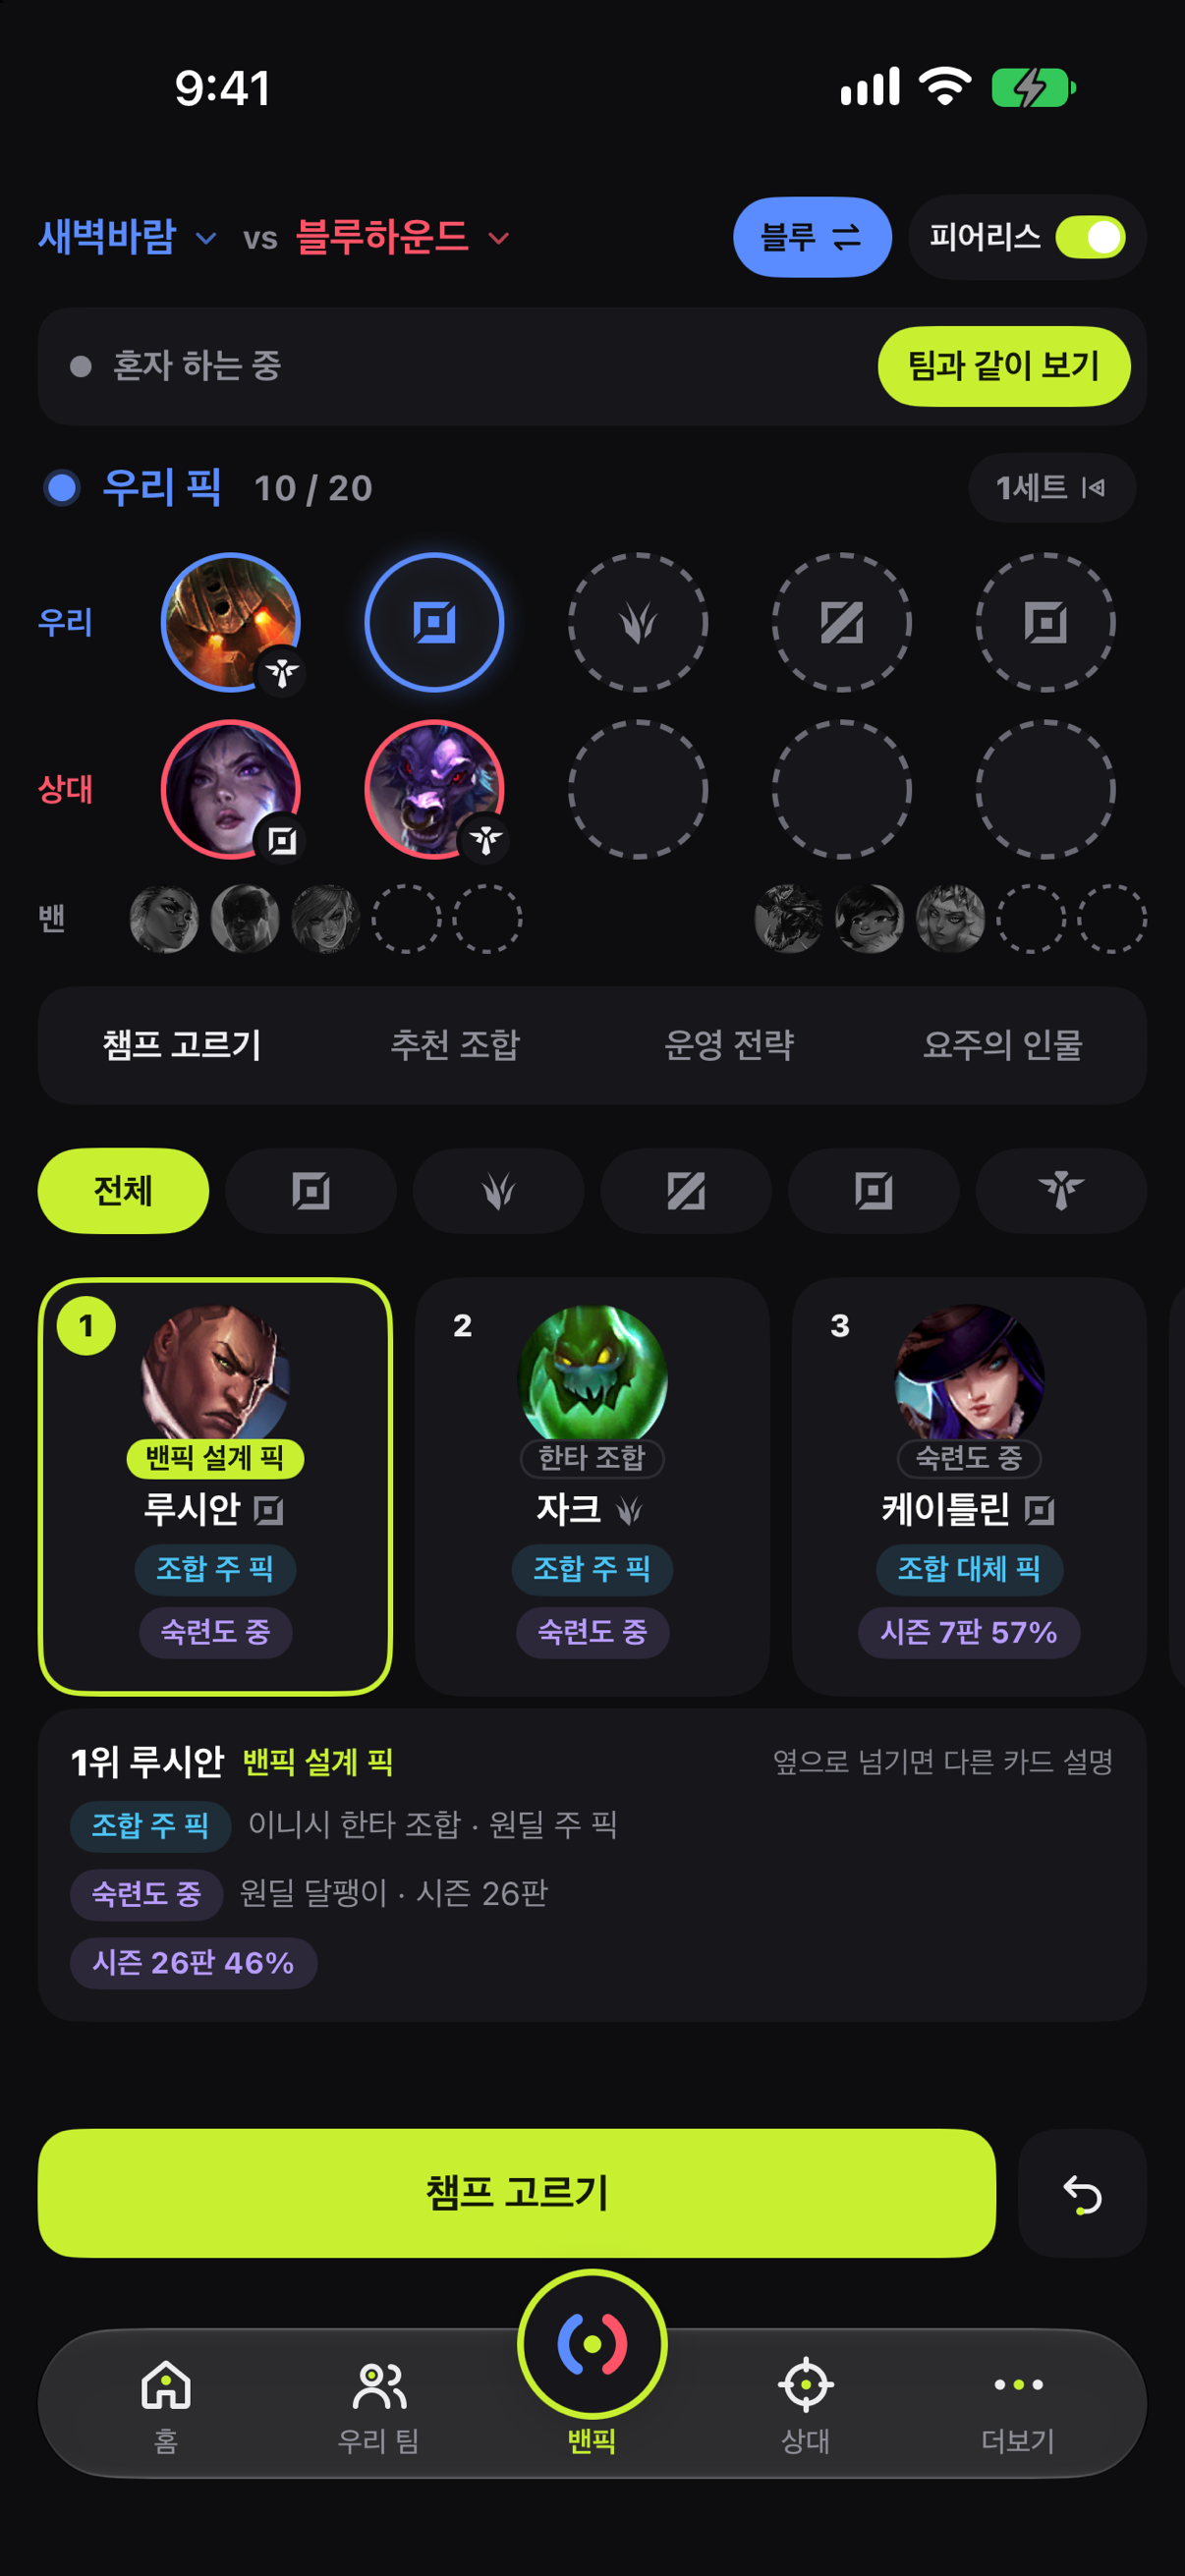 9:41
새벽바람 vs 블루하운드 블루 피어리스
혼자 하는 중 팀과 같이 보기
우리 픽 10 / 20 1세트
우리
상대
밴
챔프 고르기 추천 조합 운영 전략 요주의 인물
전체
1 2 3
밴픽 설계 픽 한타 조합 숙련도 중
루시안 자크 케이틀린
조합 주 픽 조합 주 픽 조합 대체 픽
숙련도 중 숙련도 중 시즌 7판 57%
1위 루시안 밴픽 설계 픽 옆으로 넘기면 다른 카드 설명
조합 주 픽 이니시 한타 조합 · 원딜 주 픽
숙련도 중 원딜 달팽이 · 시즌 26판
시즌 26판 46%
챔프 고르기
홈 우리 팀 밴픽 상대 더보기